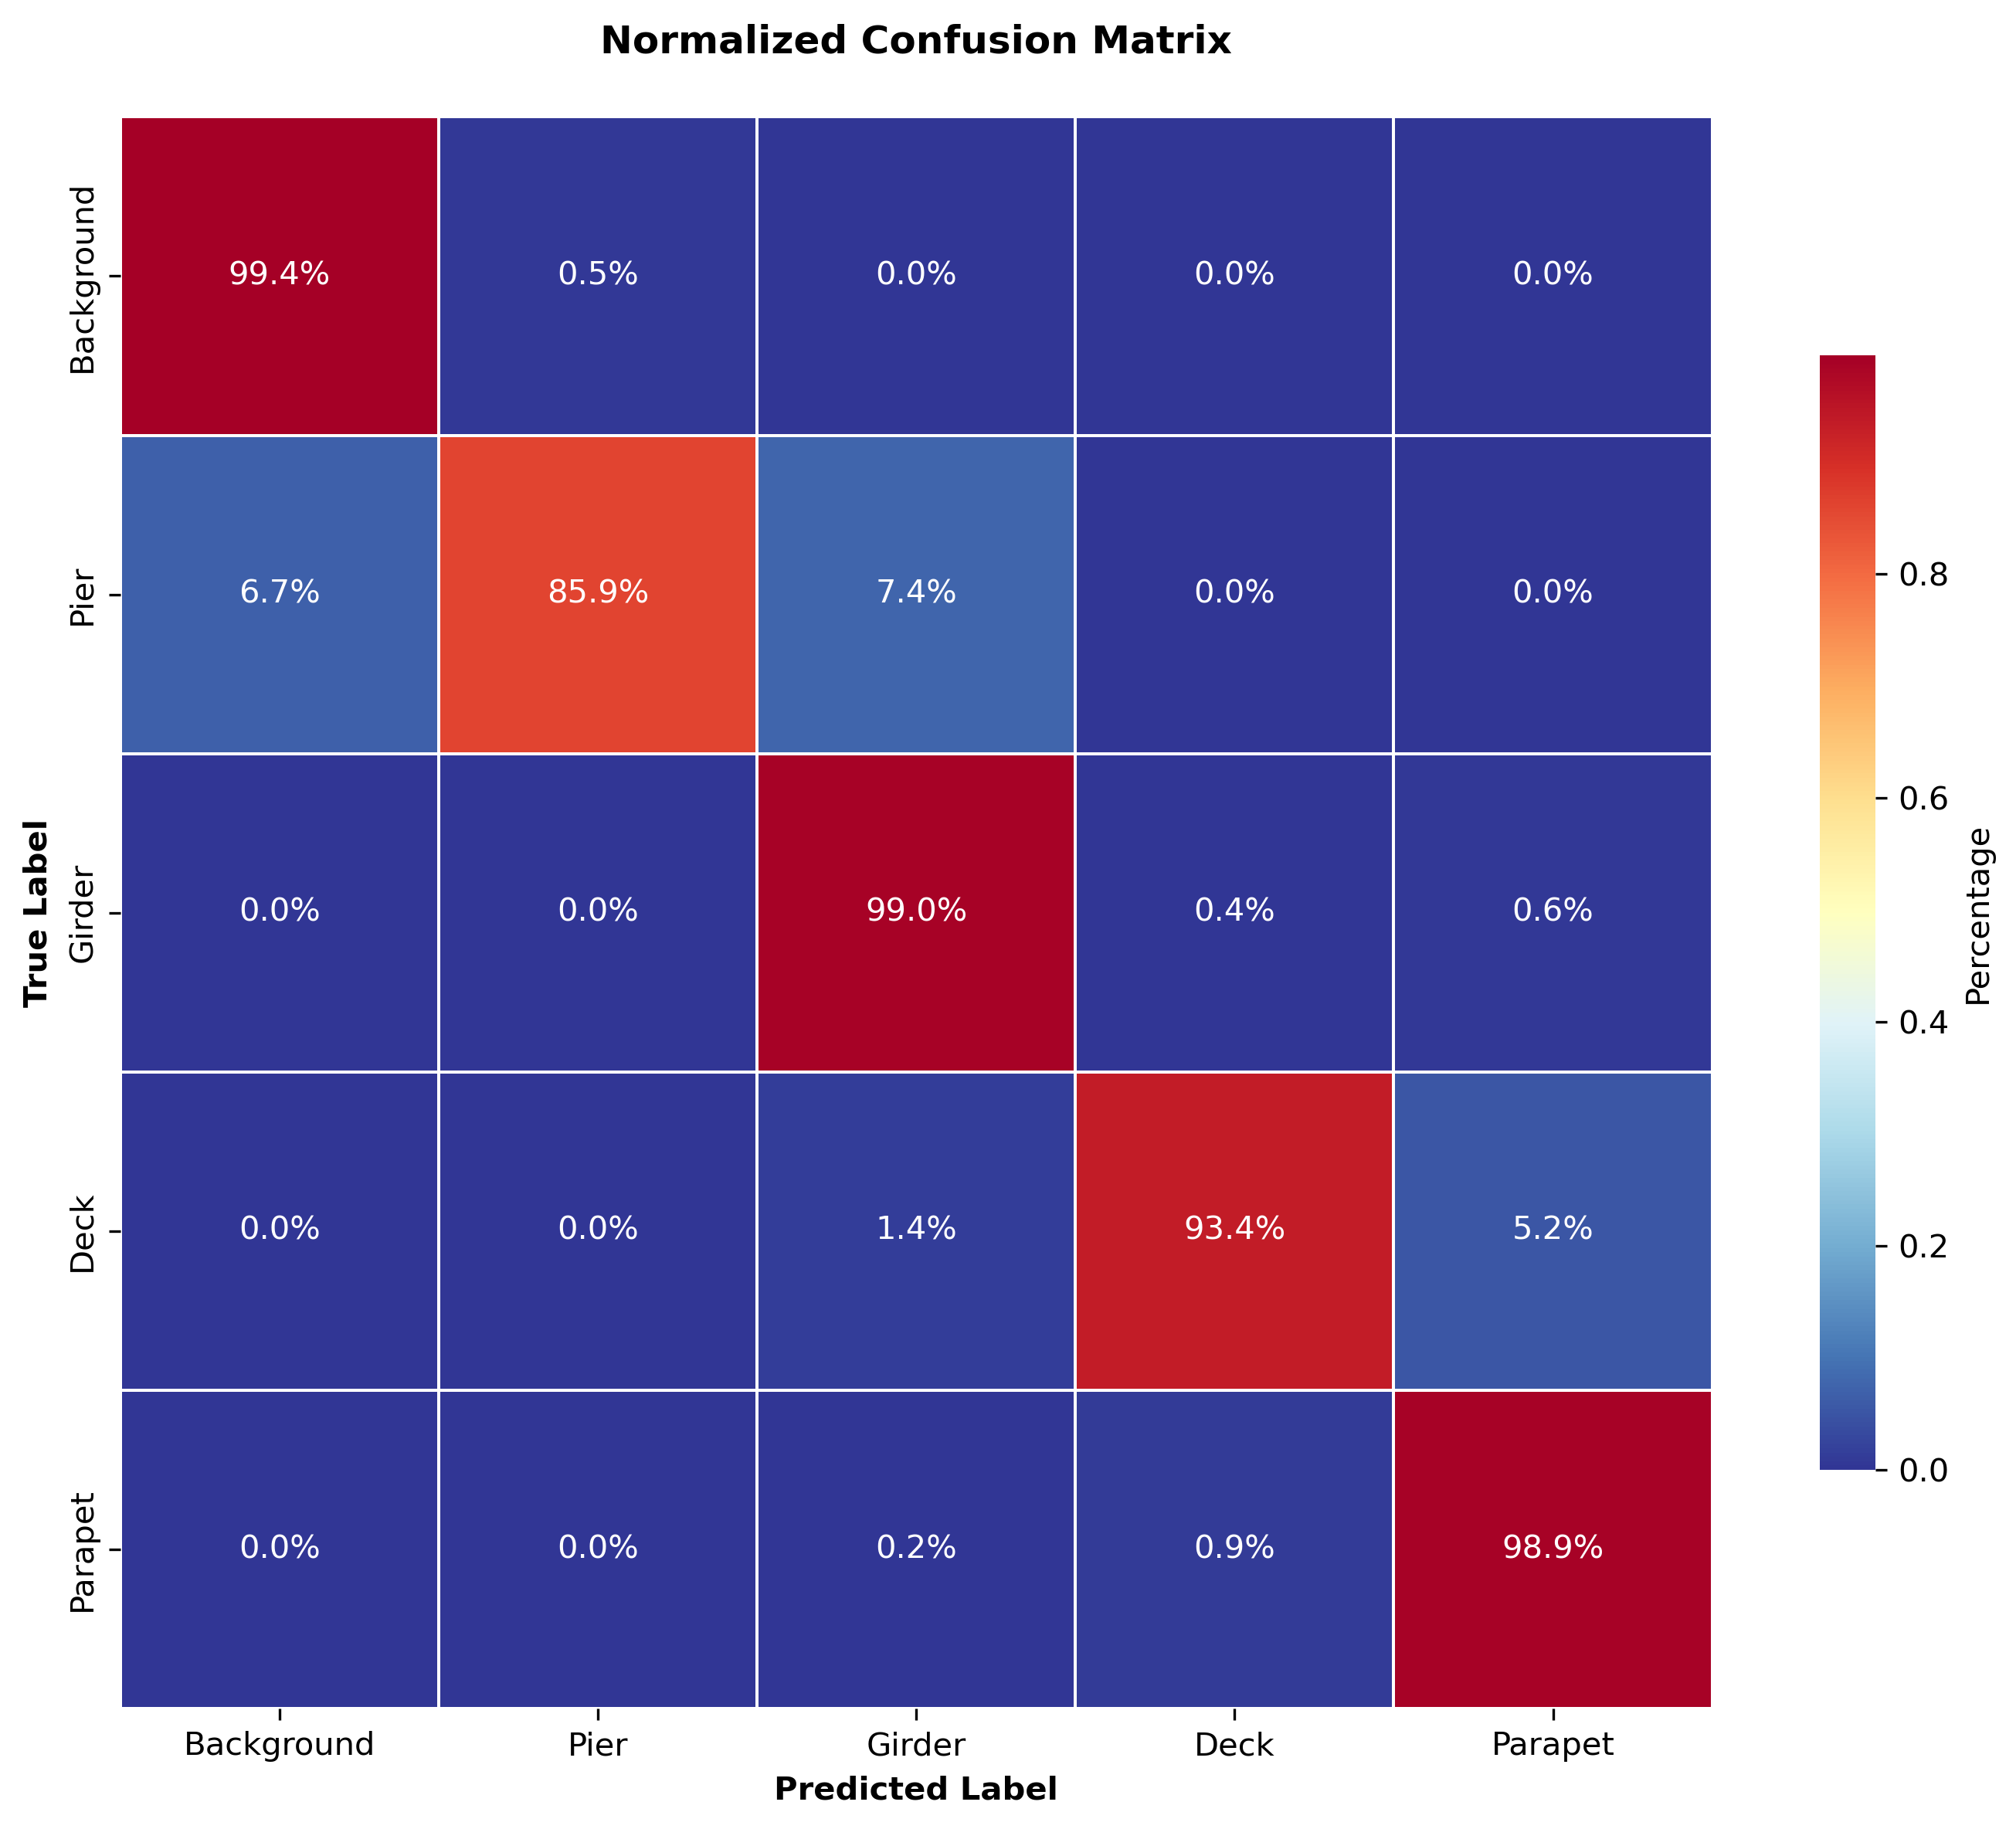 Normalized Confusion Matrix
Background 99.4% 0.5% 0.0% 0.0% 0.0%
Pier 6.7% 85.9% 7.4% 0.0% 0.0%
Girder 0.0% 0.0% 99.0% 0.4% 0.6%
Deck 0.0% 0.0% 1.4% 93.4% 5.2%
Parapet 0.0% 0.0% 0.2% 0.9% 98.9%
True Label
Background Pier Girder Deck Parapet
Predicted Label
0.8
0.6
0.4
0.2
0.0
Percentage